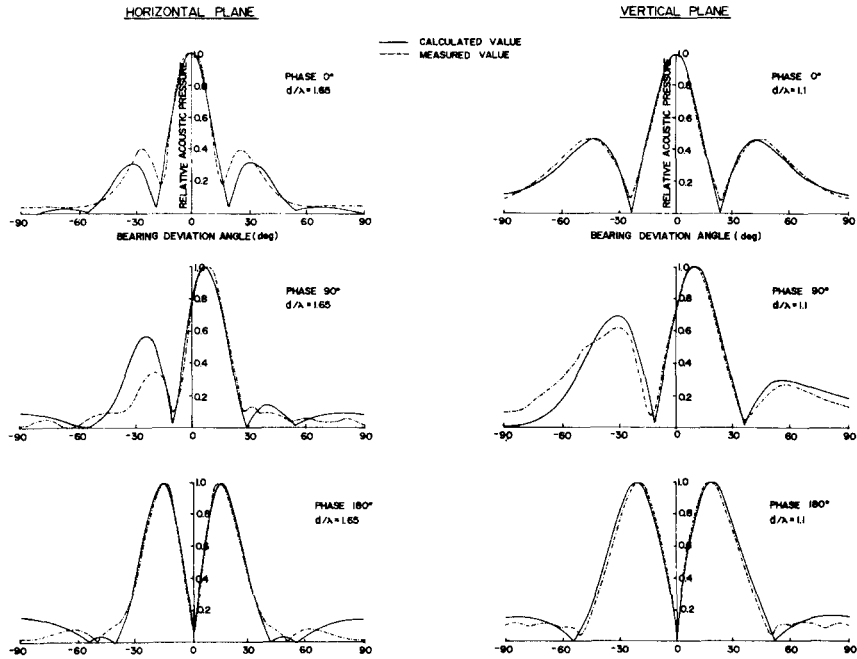 HORIZONTAL PLANE
VERTICAL PLANE
CALCULATED VALUE
MEASURED VALUE
RELATIVE ACOUSTIC PRESSURE
1.0
0.8
0.6
0.4
0.2
PHASE 0°
d/λ=1.65
-90 -60 -30 0 30 60 90
BEARING DEVIATION ANGLE (deg)
RELATIVE ACOUSTIC PRESSURE
1.0
0.8
0.6
0.4
0.2
PHASE 0°
d/λ=1.1
-90 -60 -30 0 30 60 90
BEARING DEVIATION ANGLE (deg)
1.0
0.8
0.6
0.4
0.2
PHASE 90°
d/λ=1.65
-90 -60 -30 0 30 60 90
1.0
0.8
0.6
0.4
0.2
PHASE 90°
d/λ=1.1
-90 -60 -30 0 30 60 90
1.0
0.8
0.6
0.4
0.2
PHASE 180°
d/λ=1.65
-90 -60 -30 0 30 60 90
1.0
0.8
0.6
0.4
0.2
PHASE 180°
d/λ=1.1
-90 -60 -30 0 30 60 90